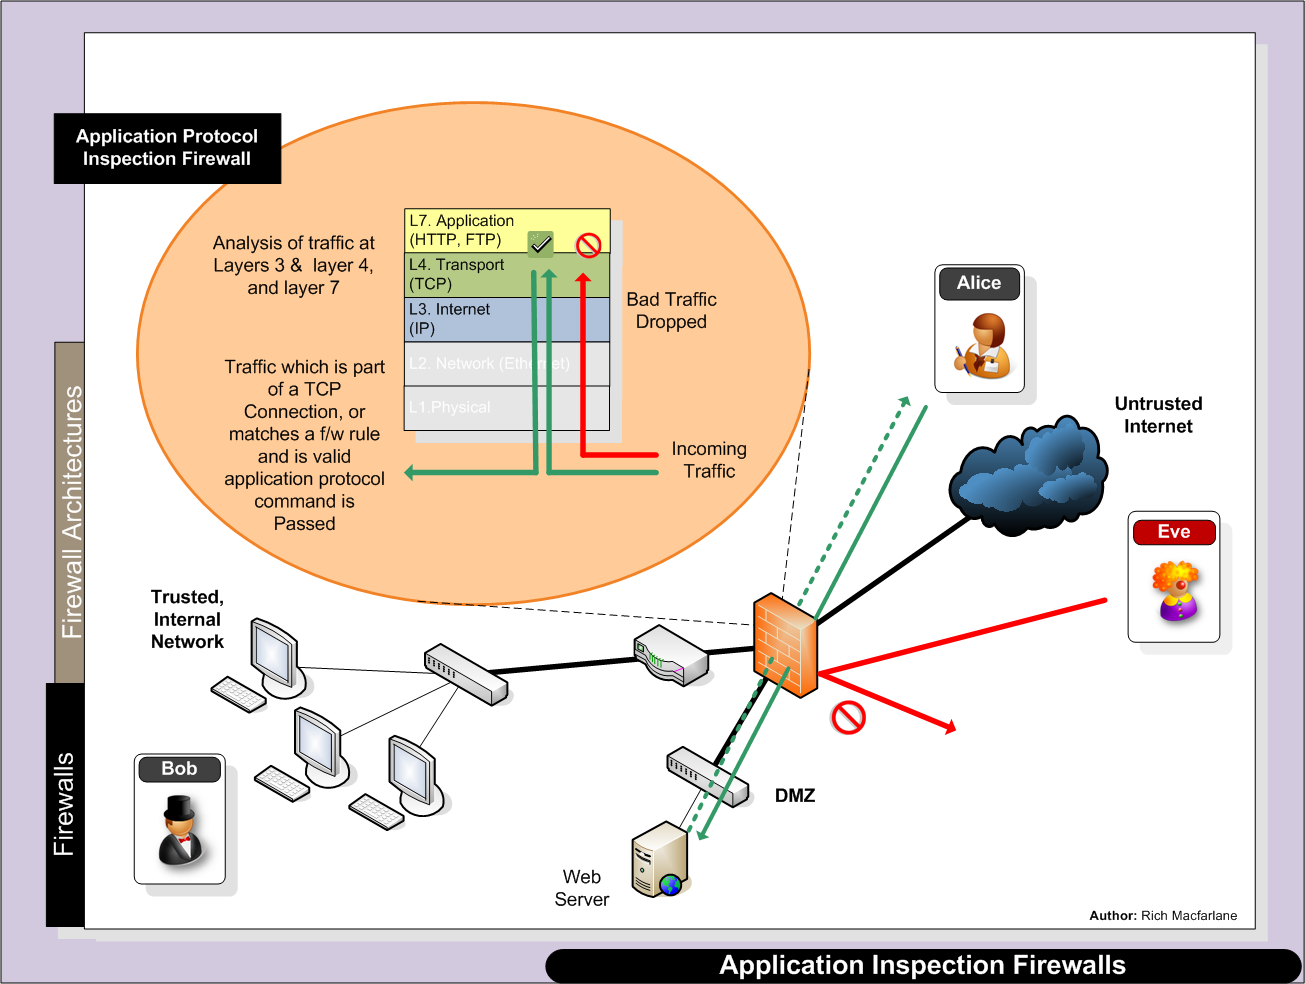 Application Protocol
Inspection Firewall
Analysis of traffic at
Layers 3 &  layer 4,
and layer 7
Traffic which is part
of a TCP
Connection, or
matches a f/w rule
and is valid
application protocol
command is
Passed
L7. Application
(HTTP, FTP)
L4. Transport
(TCP)
L3. Internet
(IP)
L2. Network (Ethernet)
L1.Physical
Bad Traffic
Dropped
Incoming
Traffic
Alice
Untrusted
Internet
Eve
Trusted,
Internal
Network
Bob
DMZ
Web
Server
Firewall Architectures
Firewalls
Author: Rich Macfarlane
Application Inspection Firewalls